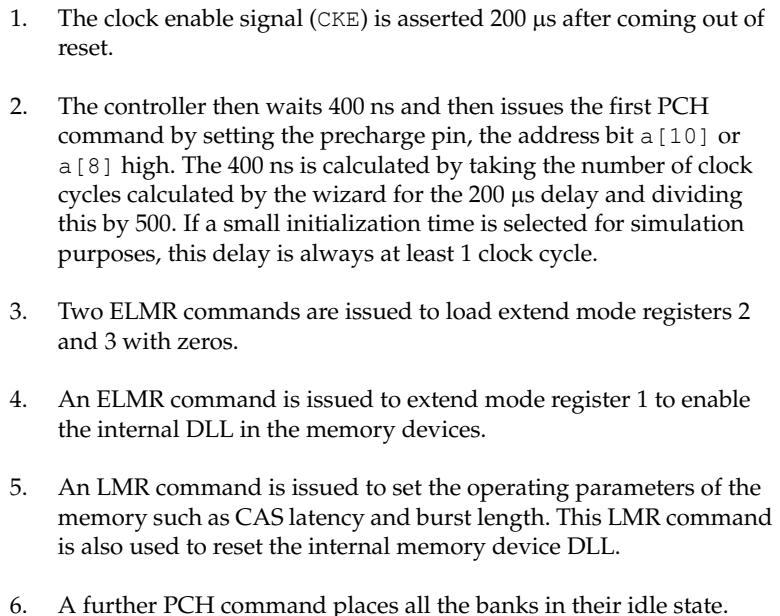 1. The clock enable signal (CKE) is asserted 200 μs after coming out of
reset.
2. The controller then waits 400 ns and then issues the first PCH
command by setting the precharge pin, the address bit a[10] or
a[8] high. The 400 ns is calculated by taking the number of clock
cycles calculated by the wizard for the 200 μs delay and dividing
this by 500. If a small initialization time is selected for simulation
purposes, this delay is always at least 1 clock cycle.
3. Two ELMR commands are issued to load extend mode registers 2
and 3 with zeros.
4. An ELMR command is issued to extend mode register 1 to enable
the internal DLL in the memory devices.
5. An LMR command is issued to set the operating parameters of the
memory such as CAS latency and burst length. This LMR command
is also used to reset the internal memory device DLL.
6. A further PCH command places all the banks in their idle state.